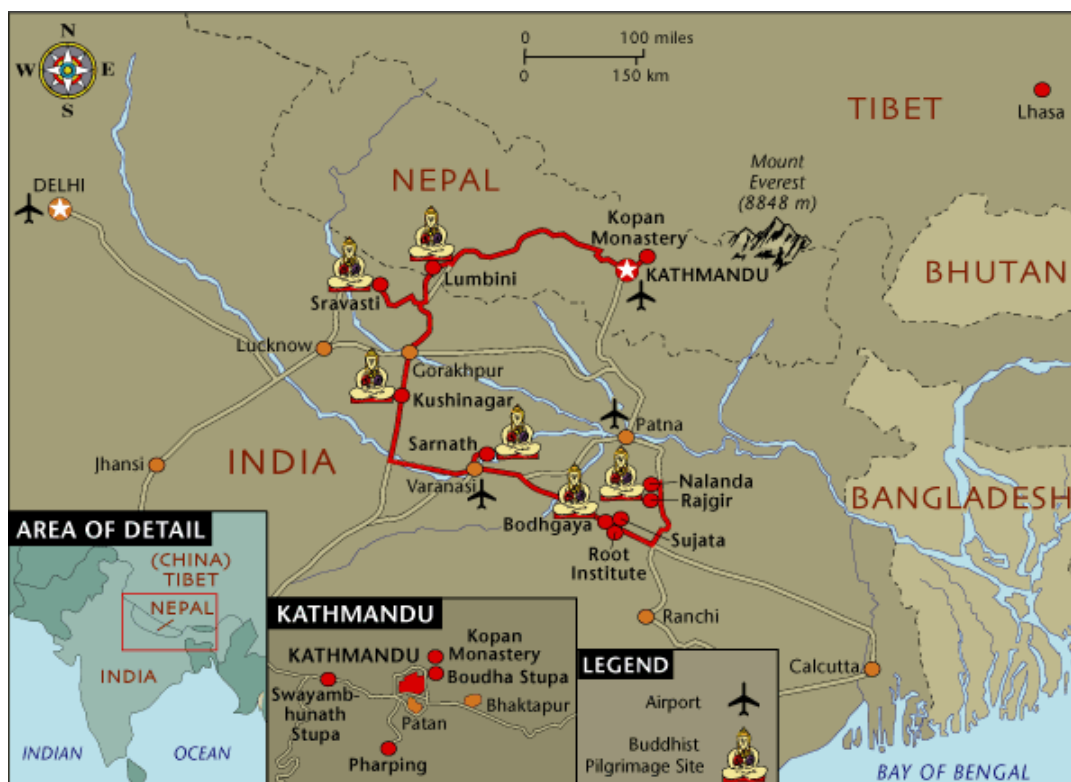 N
W E
S
0 100 miles
0 150 km
TIBET
Lhasa
DELHI
NEPAL
Mount
Everest
(8848 m)
Kopan
Monastery
KATHMANDU
BHUTAN
Lumbini
Sravasti
Lucknow
Gorakhpur
Kushinagar
Patna
Sarnath
INDIA
Jhansi
Varanasi
Nalanda
Rajgir
BANGLADESH
Bodhgaya
Sujata
Root
Institute
Ranchi
Calcutta
BAY OF BENGAL
AREA OF DETAIL
(CHINA)
TIBET
NEPAL
INDIA
INDIAN OCEAN
KATHMANDU
Kopan
Monastery
KATHMANDU
Boudha Stupa
Swayamb-
hunath
Stupa
Patan
Bhaktapur
Pharping
LEGEND
Airport
Buddhist
Pilgrimage Site